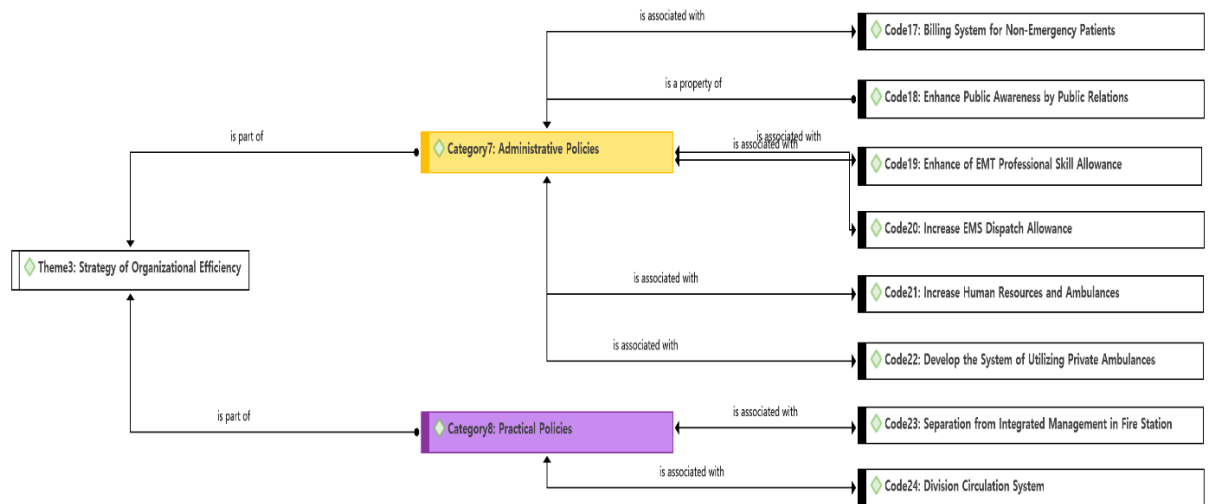 is associated with
Code17: Billing System for Non-Emergency Patients
is a property of
Code18: Enhance Public Awareness by Public Relations
is part of
Category7: Administrative Policies
is associated with
is associated with
Code19: Enhance of EMT Professional Skill Allowance
Code20: Increase EMS Dispatch Allowance
Theme3: Strategy of Organizational Efficiency
is associated with
Code21: Increase Human Resources and Ambulances
is associated with
Code22: Develop the System of Utilizing Private Ambulances
is part of
Category8: Practical Policies
is associated with
Code23: Separation from Integrated Management in Fire Station
is associated with
Code24: Division Circulation System